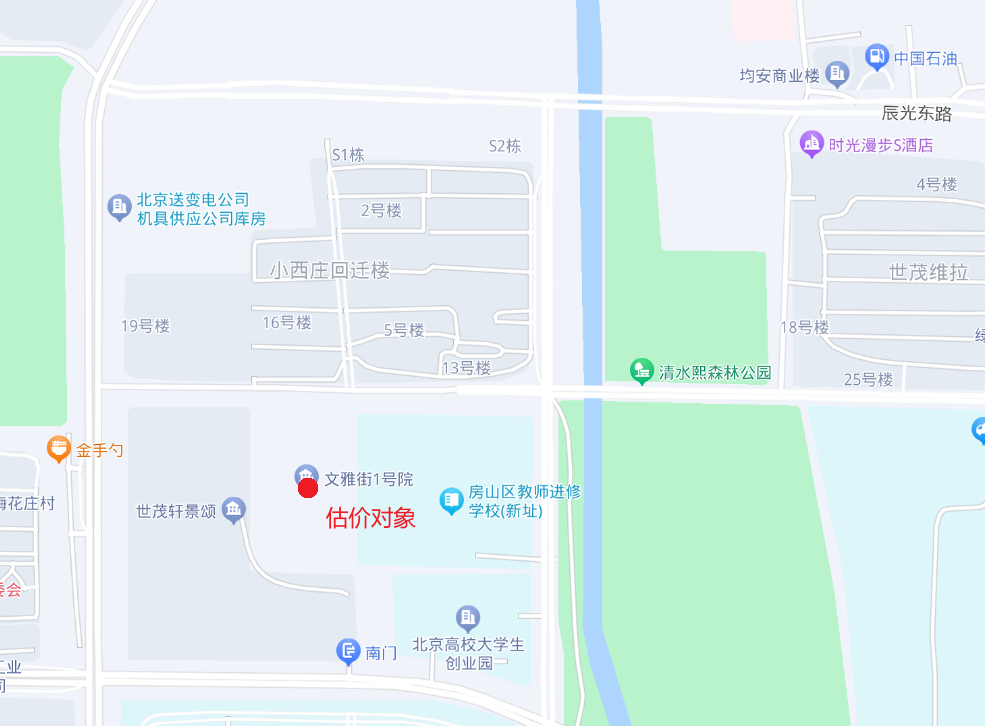 中国石油
均安商业楼
辰光东路
时光漫步S酒店
S1栋
S2栋
4号楼
北京送变电公司
机具供应公司库房
2号楼
小西庄回迁楼
世茂维拉
19号楼
16号楼
5号楼
18号楼
13号楼
清水熙森林公园
25号楼
金手勺
文雅街1号院
房山区教师进修
学校(新址)
梅花庄村
世茂轩景颂
估价对象
委会
北京高校大学生
创业园
南门
工业